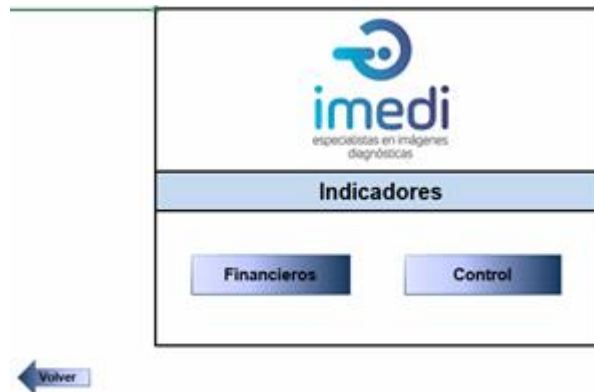 imedi
especialistas en imágenes
diagnósticas
Indicadores
Financieros
Control
Volver